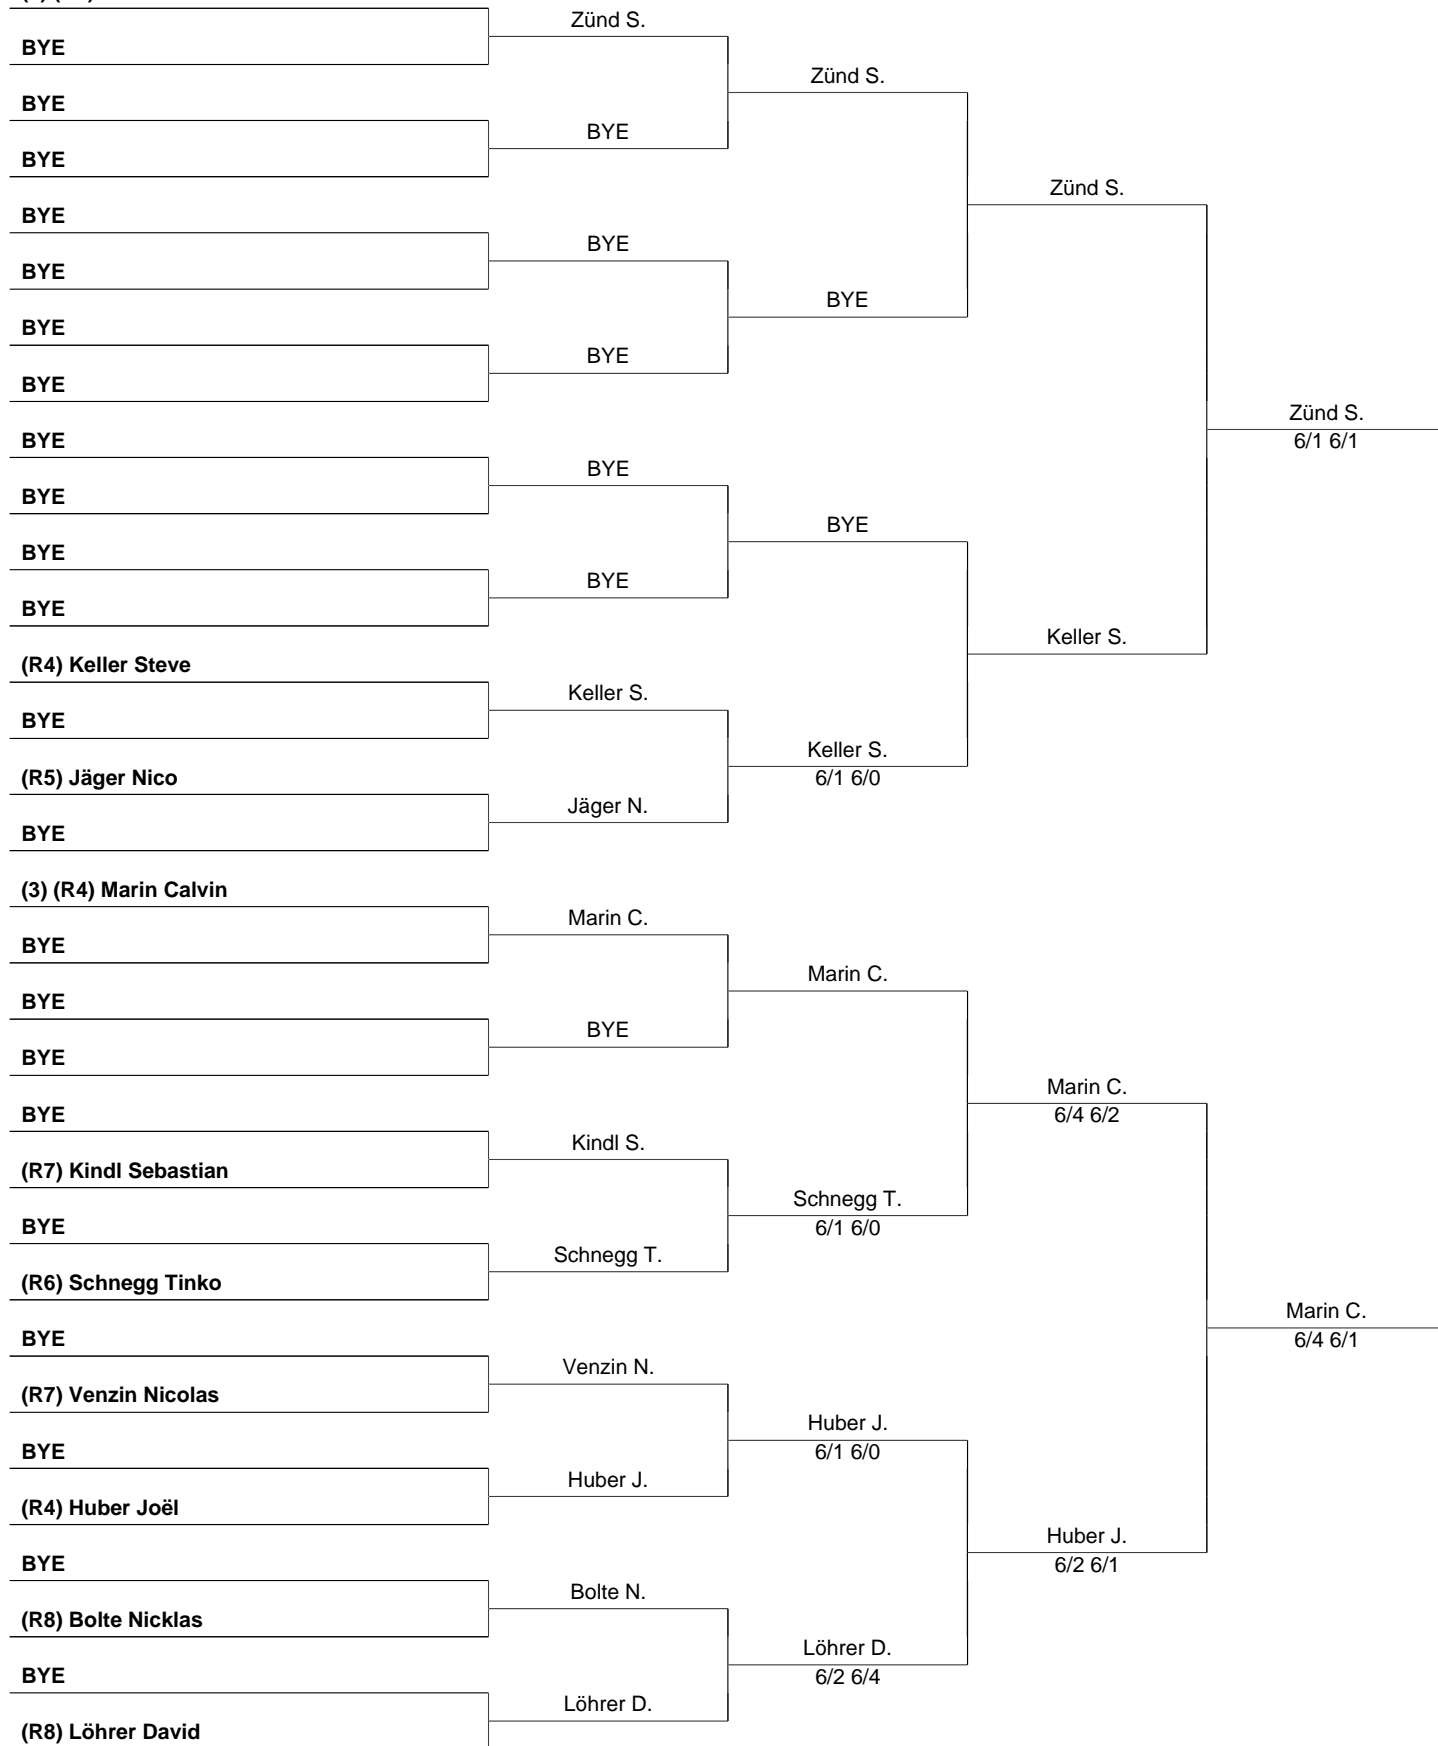 BYE
BYE
BYE
BYE
BYE
BYE
BYE
BYE
BYE
BYE
BYE
(R4) Keller Steve
BYE
(R5) Jäger Nico
BYE
(3) (R4) Marin Calvin
BYE
BYE
BYE
BYE
(R7) Kindl Sebastian
BYE
(R6) Schnegg Tinko
BYE
(R7) Venzin Nicolas
BYE
(R4) Huber Joël
BYE
(R8) Bolte Nicklas
BYE
(R8) Löhrer David
Zünd S.
BYE
BYE
BYE
BYE
BYE
Keller S.
Jäger N.
Marin C.
BYE
Kindl S.
Schnegg T.
Venzin N.
Huber J.
Bolte N.
Löhrer D.
Zünd S.
BYE
BYE
Keller S.
6/1 6/0
Marin C.
Schnegg T.
6/1 6/0
Huber J.
6/1 6/0
Löhrer D.
6/2 6/4
Zünd S.
Keller S.
Marin C.
6/4 6/2
Huber J.
6/2 6/1
Zünd S.
6/1 6/1
Marin C.
6/4 6/1